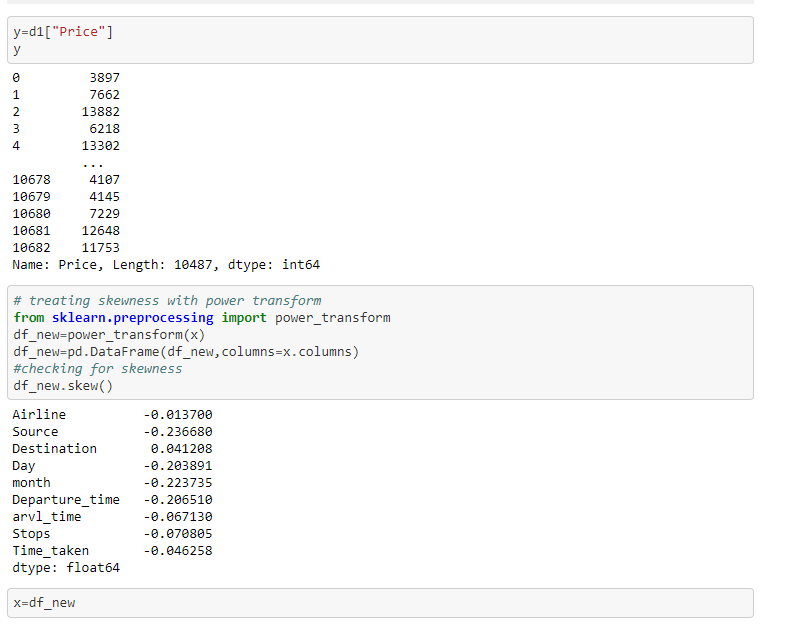 y=d1["Price"]
y
0         3897
1         7662
2        13882
3         6218
4        13302
         ...
10678     4107
10679     4145
10680     7229
10681    12648
10682    11753
Name: Price, Length: 10487, dtype: int64
# treating skewness with power transform
from sklearn.preprocessing import power_transform
df_new=power_transform(x)
df_new=pd.DataFrame(df_new,columns=x.columns)
#checking for skewness
df_new.skew()
Airline          -0.013700
Source           -0.236680
Destination       0.041208
Day              -0.203891
month            -0.223735
Departure_time   -0.206510
arvl_time        -0.067130
Stops            -0.070805
Time_taken       -0.046258
dtype: float64
x=df_new